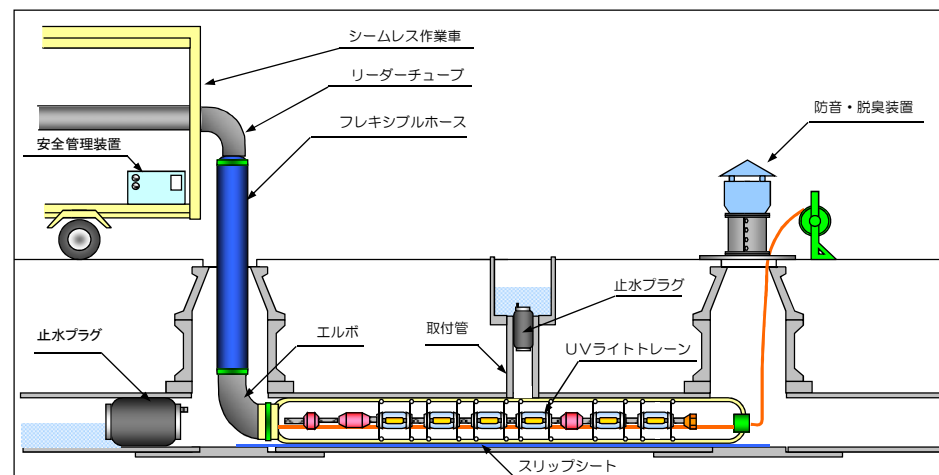 シームレス作業車
リーダーチューブ
フレキシブルホース
防音・脱臭装置
安全管理装置
止水プラグ
止水プラグ
エルボ
取付管
UVライトトレーン
スリップシート